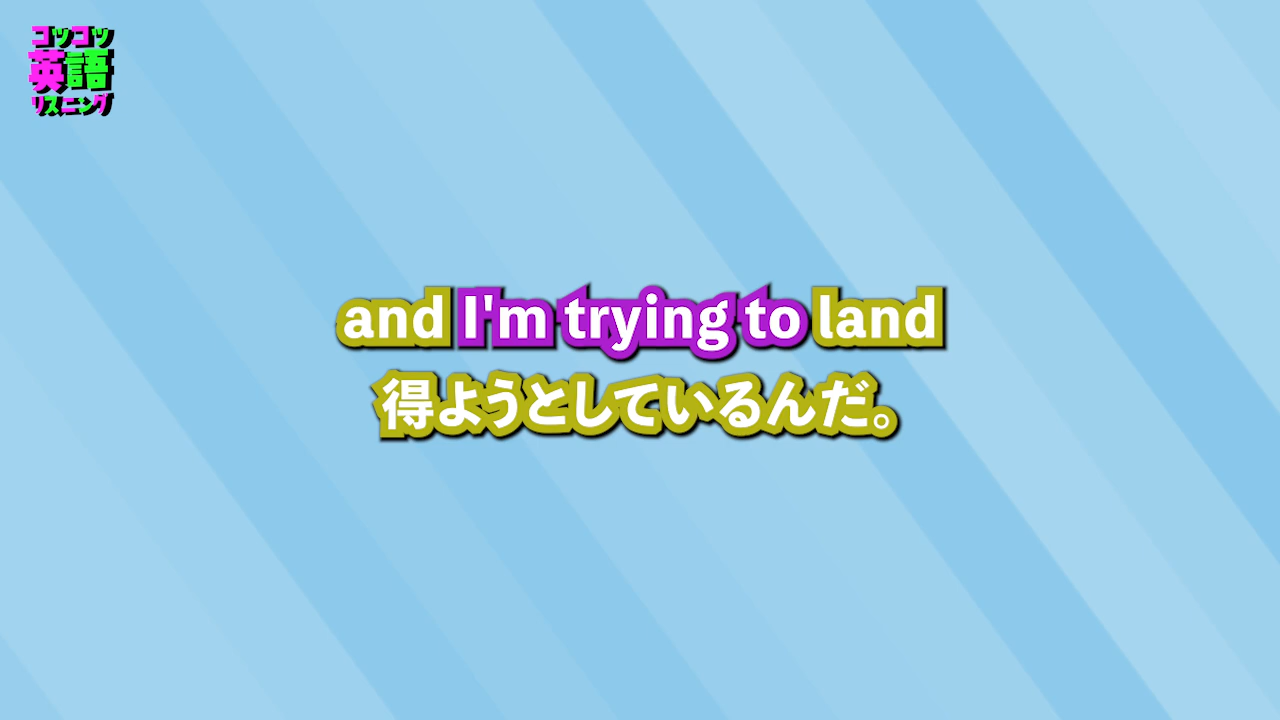 コツコツ
英語
リスニング
and I'm trying to land
得ようとしているんだ。